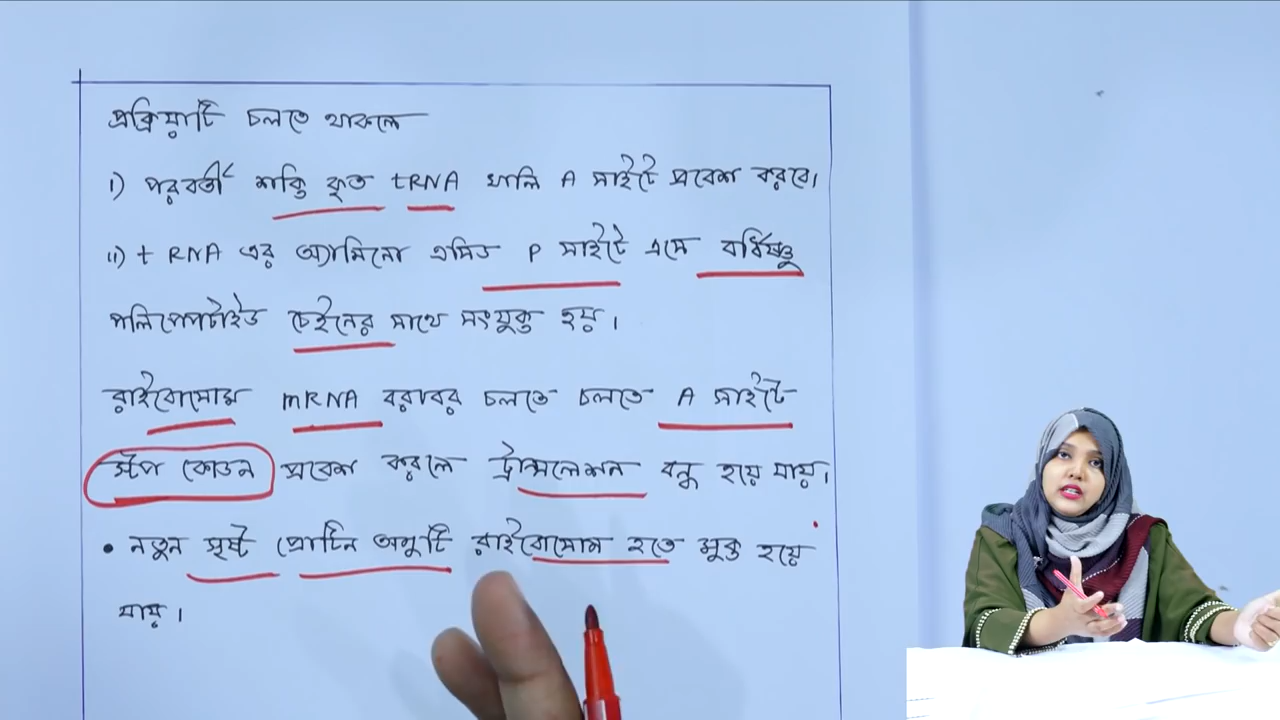 প্রক্রিয়াটি চলতে থাকলে
i) পরবর্তী শক্তি কৃত tRNA খালি A সাইটে প্রবেশ করবে।
ii) t RNA এর অ্যামিনো এসিড P সাইটে এসে বর্ধিষ্ণু
পলিপেপটাইড চেইনের সাথে সংযুক্ত হয়।
রাইবোসোম mRNA বরাবর চলতে চলতে A সাইটে
স্টপ কোডন প্রবেশ করলে ট্রান্সলেশন বন্ধ হয়ে যায়।
• নতুন সৃষ্ট প্রোটিন অণুটি রাইবোসোম হতে মুক্ত হয়ে
যায়।